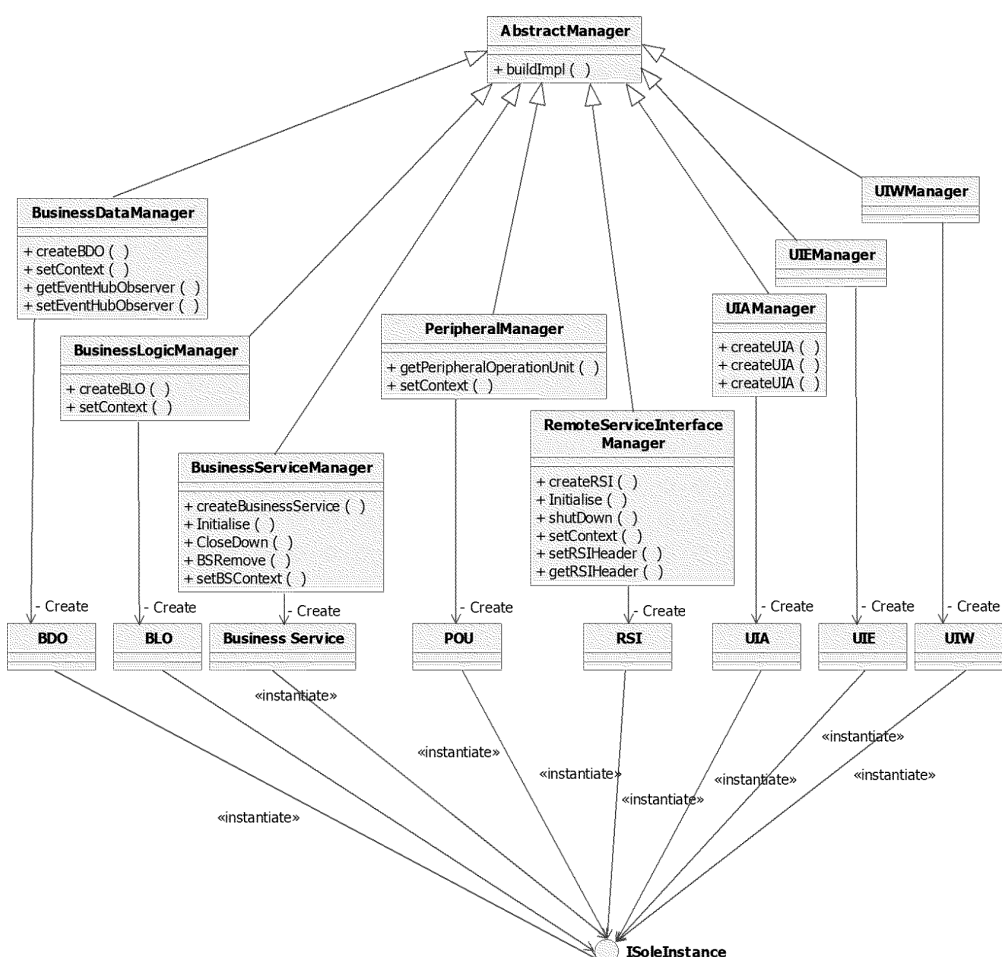 AbstractManager
+ buildImpl ( )
UIWManager
BusinessDataManager
+ createBDO ( )
+ setContext ( )
+ getEventHubObserver ( )
+ setEventHubObserver ( )
UIEManager
UIAManager
+ createUIA ( )
+ createUIA ( )
+ createUIA ( )
PeripheralManager
+ getPeripheralOperationUnit ( )
+ setContext ( )
BusinessLogicManager
+ createBLO ( )
+ setContext ( )
RemoteServiceInterface
Manager
+ createRSI ( )
+ Initialise ( )
+ shutDown ( )
+ setContext ( )
+ setRSIHeader ( )
+ getRSIHeader ( )
BusinessServiceManager
+ createBusinessService ( )
+ Initialise ( )
+ CloseDown ( )
+ BSRemove ( )
+ setBSContext ( )
- Create
- Create
- Create
- Create
- Create
- Create
- Create
- Create
BDO
BLO
Business Service
POU
RSI
UIA
UIE
UIW
«instantiate»
«instantiate»
«instantiate»
«instantiate»
«instantiate»
«instantiate»
«instantiate»
«instantiate»
ISoleInstance